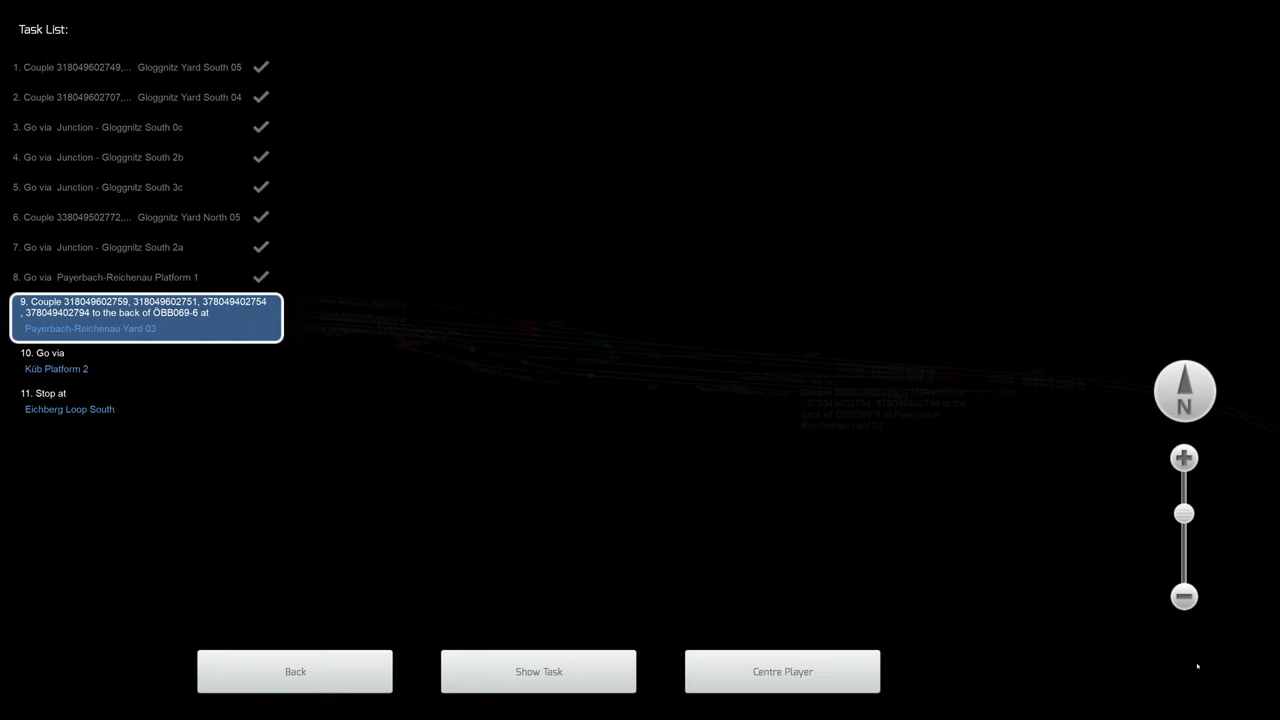 Task List:
1. Couple 318049602749,... Gloggnitz Yard South 05
2. Couple 318049602707,... Gloggnitz Yard South 04
3. Go via Junction - Gloggnitz South 0c
4. Go via Junction - Gloggnitz South 2b
5. Go via Junction - Gloggnitz South 3c
6. Couple 338049502772,... Gloggnitz Yard North 05
7. Go via Junction - Gloggnitz South 2a
8. Go via Payerbach-Reichenau Platform 1
9. Couple 318049602759, 318049602751, 378049402754
, 378049402794 to the back of ÖBB069-6 at
Payerbach-Reichenau Yard 03
10. Go via
Küb Platform 2
11. Stop at
Eichberg Loop South
N
Back
Show Task
Centre Player